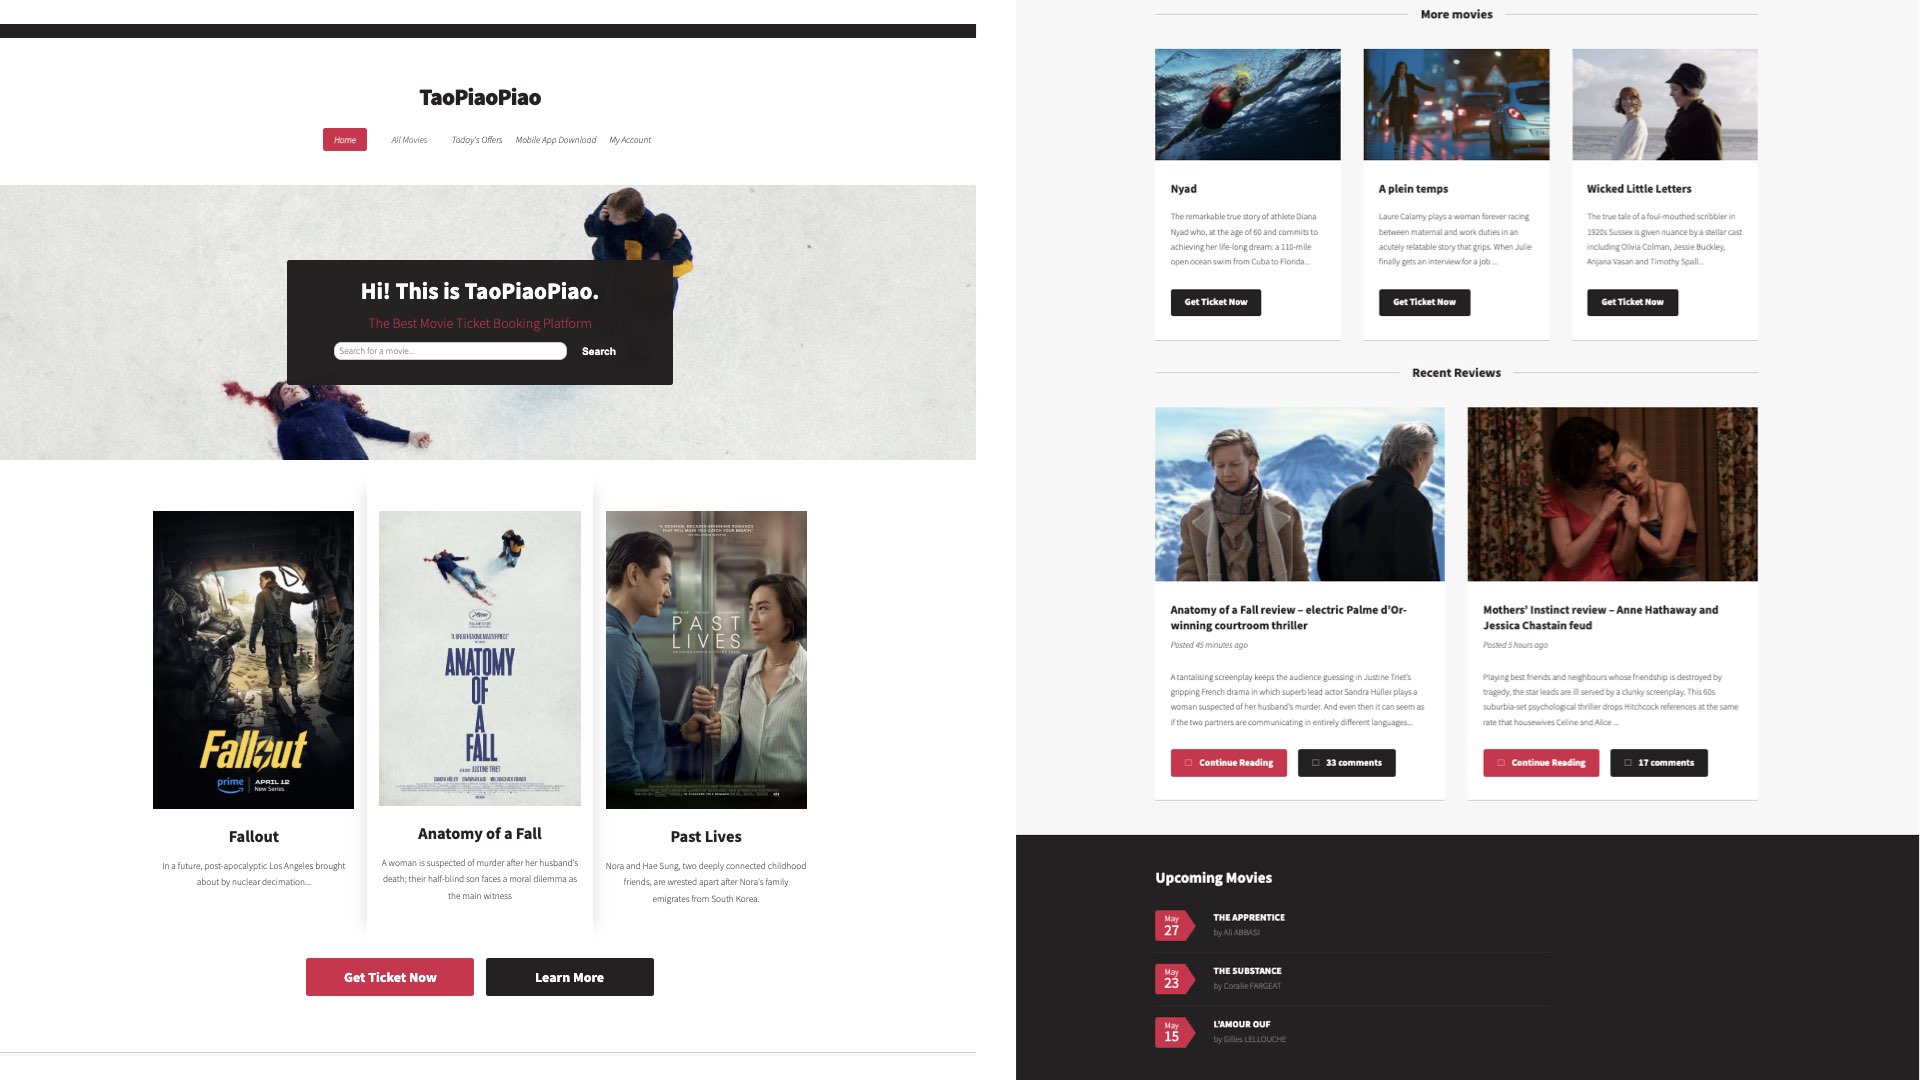 TaoPiaoPiao
Home All Movies Today's Offers Mobile App Download My Account
Hi! This is TaoPiaoPiao.
The Best Movie Ticket Booking Platform
Search for a movie... Search
Fallout
prime APRIL 12
New Series
PALME D'OR
"A BREATHTAKING MASTERPIECE"
ANATOMY
OF
A
FALL
JUSTINE TRIET
PAST
LIVES
Fallout
In a future, post-apocalyptic Los Angeles brought
about by nuclear decimation...
Anatomy of a Fall
A woman is suspected of murder after her husband's
death; their half-blind son faces a moral dilemma as
the main witness
Past Lives
Nora and Hae Sung, two deeply connected childhood
friends, are wrested apart after Nora's family
emigrates from South Korea.
Get Ticket Now Learn More
More movies
Nyad
The remarkable true story of athlete Diana
Nyad who, at the age of 60 and commits to
achieving her life-long dream: a 110-mile
open ocean swim from Cuba to Florida...
Get Ticket Now
A plein temps
Laure Calamy plays a woman forever racing
between maternal and work duties in an
acutely relatable story that grips. When Julie
finally gets an interview for a job ...
Get Ticket Now
Wicked Little Letters
The true tale of a foul-mouthed scribbler in
1920s Sussex is given nuance by a stellar cast
including Olivia Colman, Jessie Buckley,
Anjana Vasan and Timothy Spall...
Get Ticket Now
Recent Reviews
Anatomy of a Fall review – electric Palme d'Or-
winning courtroom thriller
Posted 45 minutes ago
A tantalising screenplay keeps the audience guessing in Justine Triet's
gripping French drama in which superb lead actor Sandra Hüller plays a
woman suspected of her husband's murder. And even then it can seem as
if the two partners are communicating in entirely different languages...
Continue Reading 33 comments
Mothers' Instinct review – Anne Hathaway and
Jessica Chastain feud
Posted 5 hours ago
Playing best friends and neighbours whose friendship is destroyed by
tragedy, the star leads are ill served by a clunky screenplay. This 60s
suburbia-set psychological thriller drops Hitchcock references at the same
rate that housewives Celine and Alice ...
Continue Reading 17 comments
Upcoming Movies
May
27
THE APPRENTICE
by Ali ABBASI
May
23
THE SUBSTANCE
by Coralie FARGEAT
May
15
L'AMOUR OUF
by Gilles LELLOUCHE